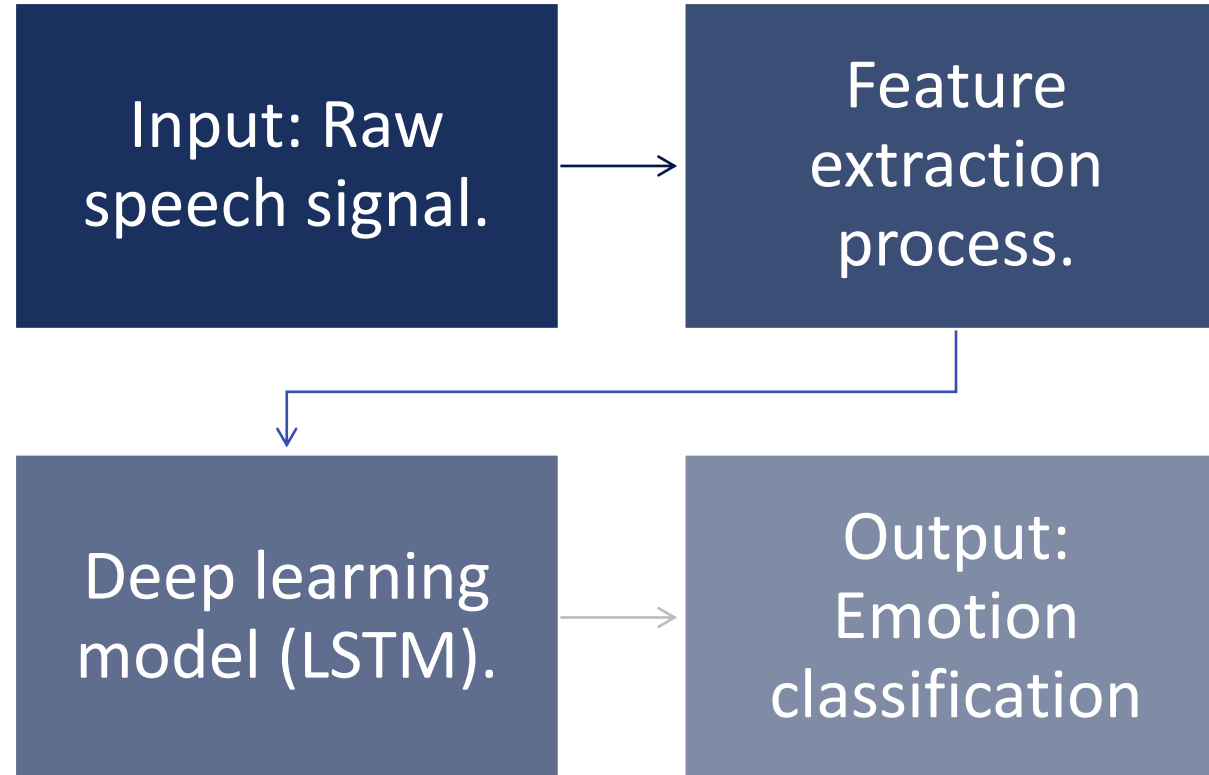 Input: Raw
speech signal.
Feature
extraction
process.
Deep learning
model (LSTM).
Output:
Emotion
classification